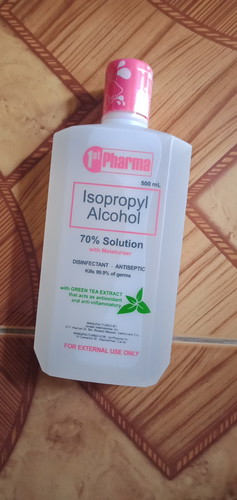 1st Pharma
500 mL
Isopropyl
Alcohol
70% Solution
with Moisturizer
DISINFECTANT - ANTISEPTIC
Kills 99.9% of germs
with GREEN TEA EXTRACT
that acts as antioxidant
and anti-inflammatory
FOR EXTERNAL USE ONLY